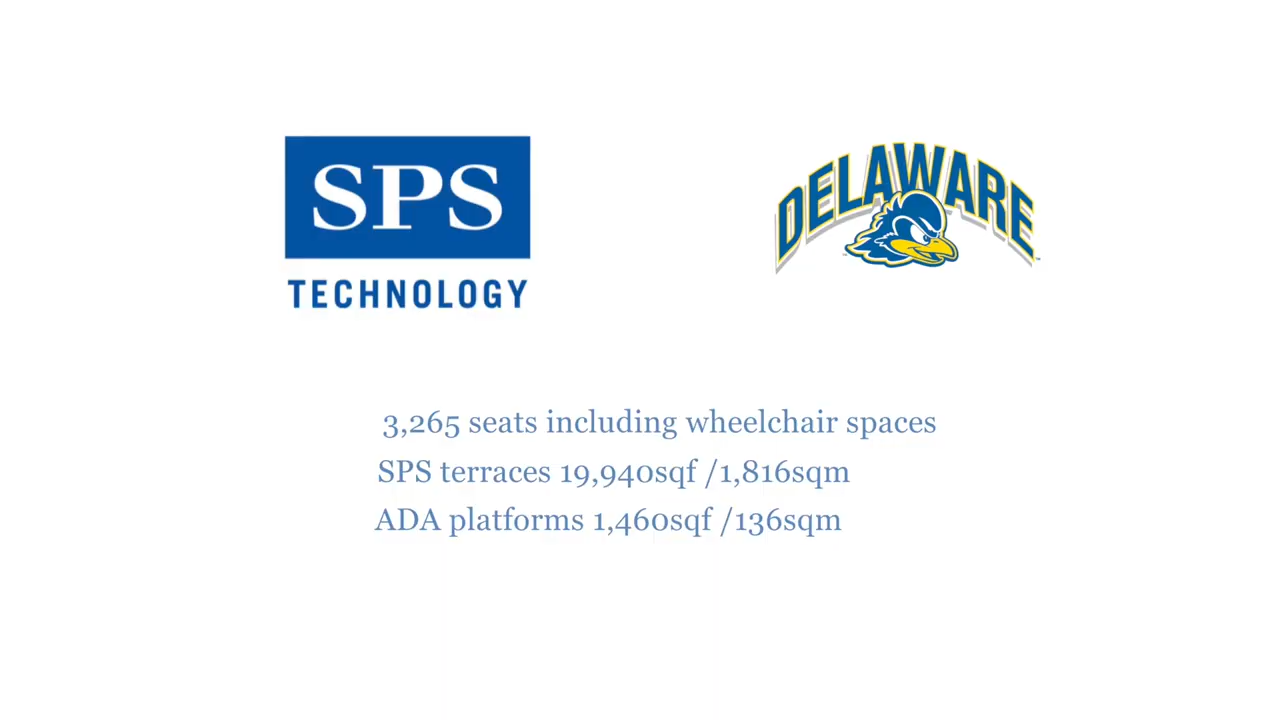 SPS
TECHNOLOGY
DELAWARE
3,265 seats including wheelchair spaces
SPS terraces 19,940sqf /1,816sqm
ADA platforms 1,460sqf /136sqm